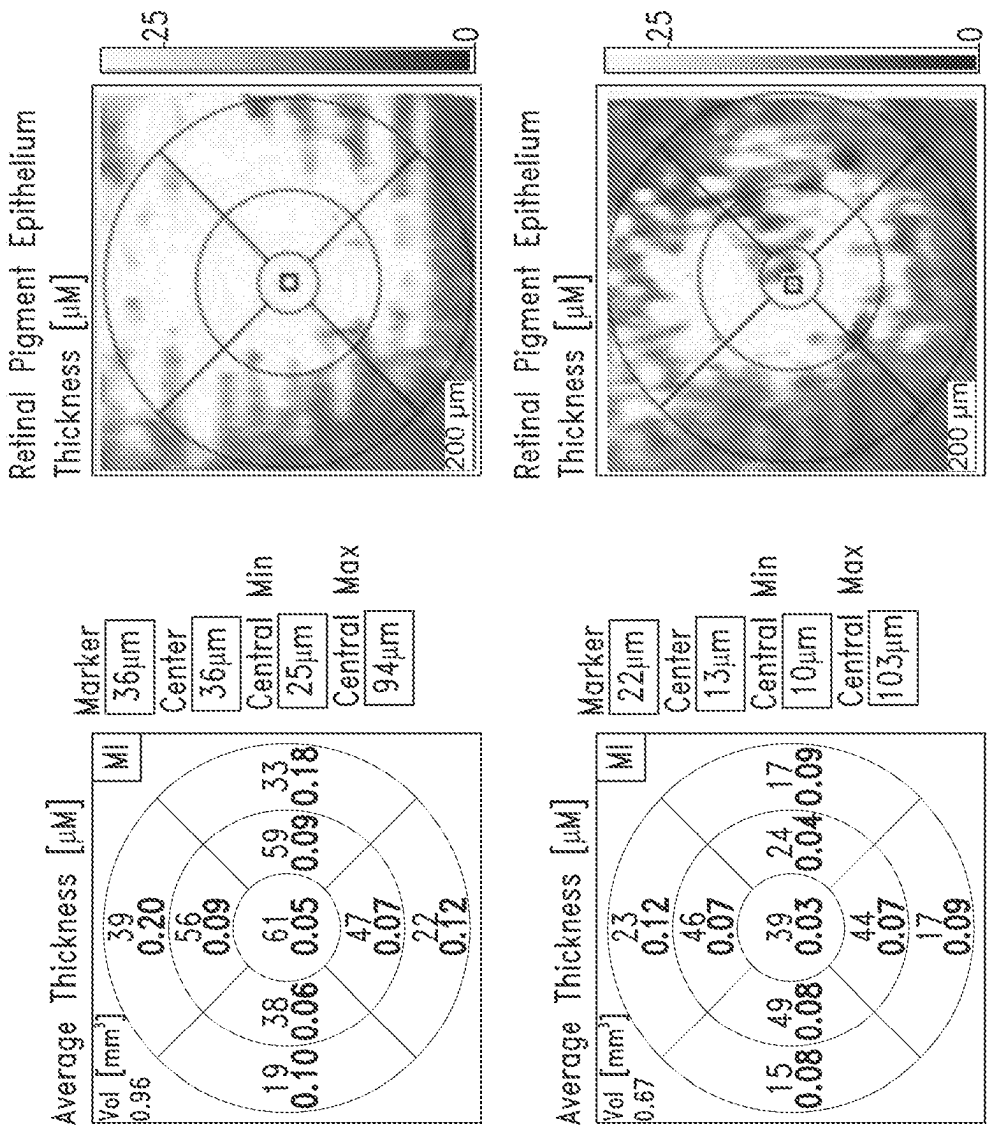 Average Thickness [µM]
Vol [mm³]
0.96
MI
39
0.20
56
0.09
19 38 61 59 33
0.10 0.06 0.05 0.09 0.18
47
0.07
22
0.12
Marker
36µm
Center
36µm
Central Min
25µm
Central Max
94µm
Retinal Pigment Epithelium
Thickness [µM]
200 µm
25
0
Average Thickness [µM]
Vol [mm³]
0.67
MI
23
0.12
46
0.07
15 49 39 24 17
0.08 0.08 0.03 0.04 0.09
44
0.07
17
0.09
Marker
22µm
Center
13µm
Central Min
10µm
Central Max
103µm
Retinal Pigment Epithelium
Thickness [µM]
200 µm
25
0